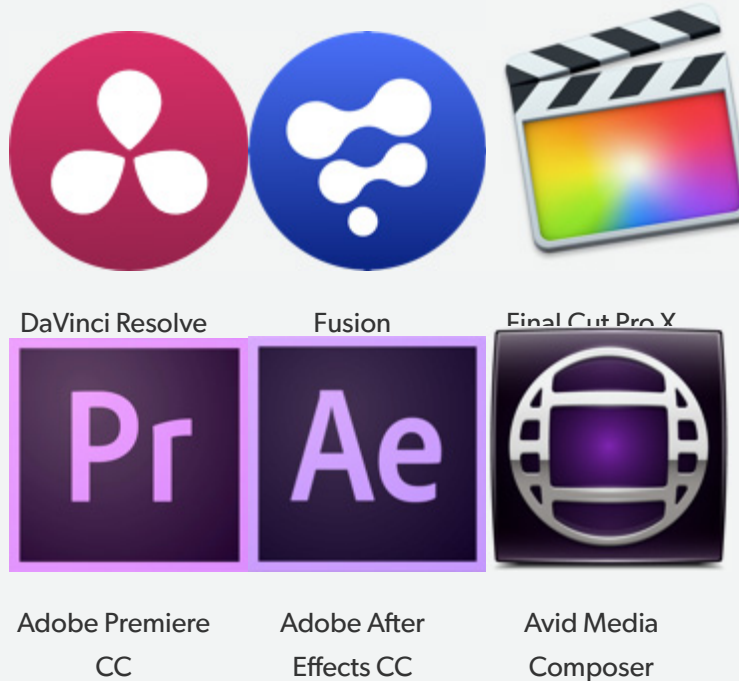 DaVinci Resolve
Fusion
Final Cut Pro X
Pr
Ae
Adobe Premiere
CC
Adobe After
Effects CC
Avid Media
Composer